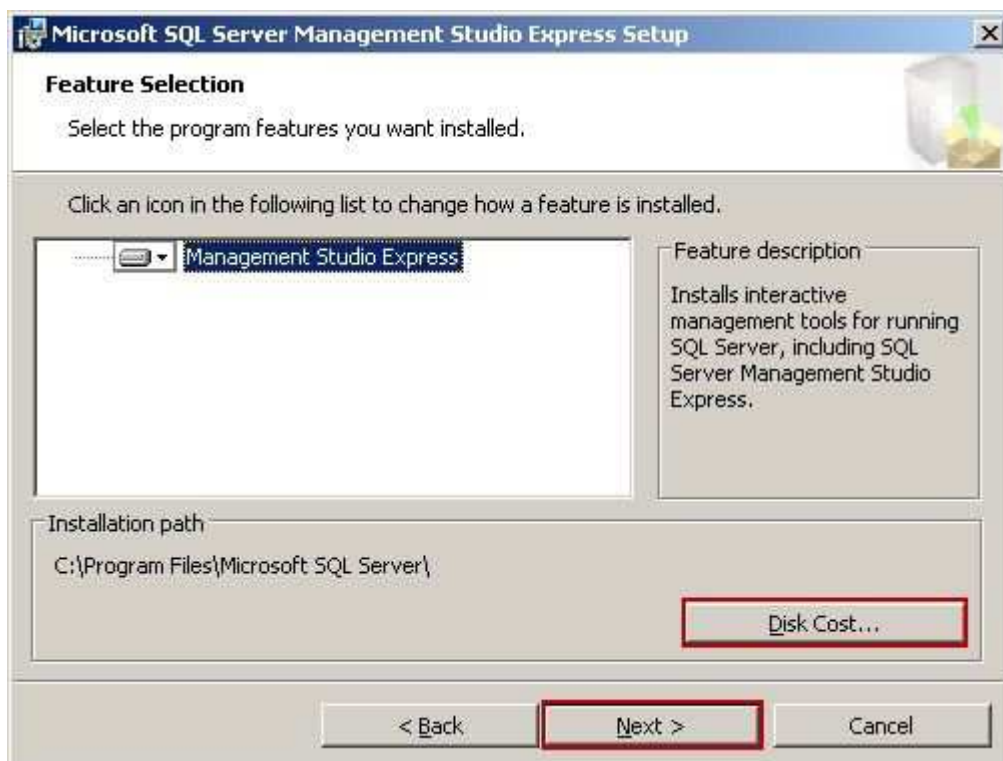 Microsoft SQL Server Management Studio Express Setup
Feature Selection
Select the program features you want installed.
Click an icon in the following list to change how a feature is installed.
Management Studio Express
Feature description
Installs interactive
management tools for running
SQL Server, including SQL
Server Management Studio
Express.
Installation path
C:\Program Files\Microsoft SQL Server\
Disk Cost...
< Back
Next >
Cancel